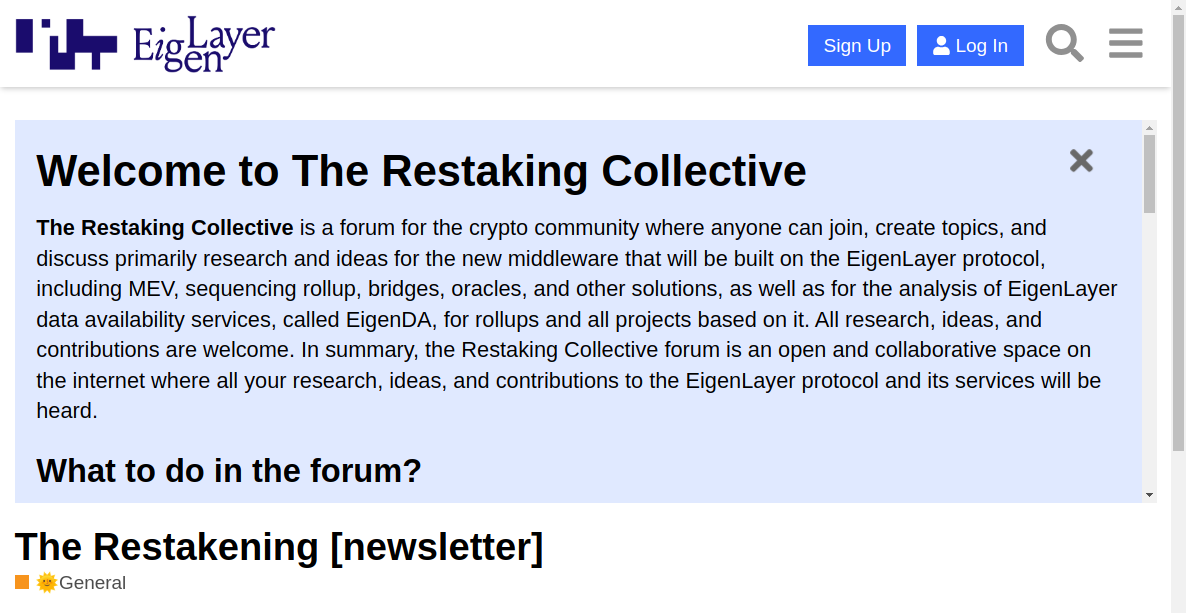 EigLayer
gen
Sign Up
Log In
Welcome to The Restaking Collective
The Restaking Collective is a forum for the crypto community where anyone can join, create topics, and
discuss primarily research and ideas for the new middleware that will be built on the EigenLayer protocol,
including MEV, sequencing rollup, bridges, oracles, and other solutions, as well as for the analysis of EigenLayer
data availability services, called EigenDA, for rollups and all projects based on it. All research, ideas, and
contributions are welcome. In summary, the Restaking Collective forum is an open and collaborative space on
the internet where all your research, ideas, and contributions to the EigenLayer protocol and its services will be
heard.
What to do in the forum?
The Restakening [newsletter]
General